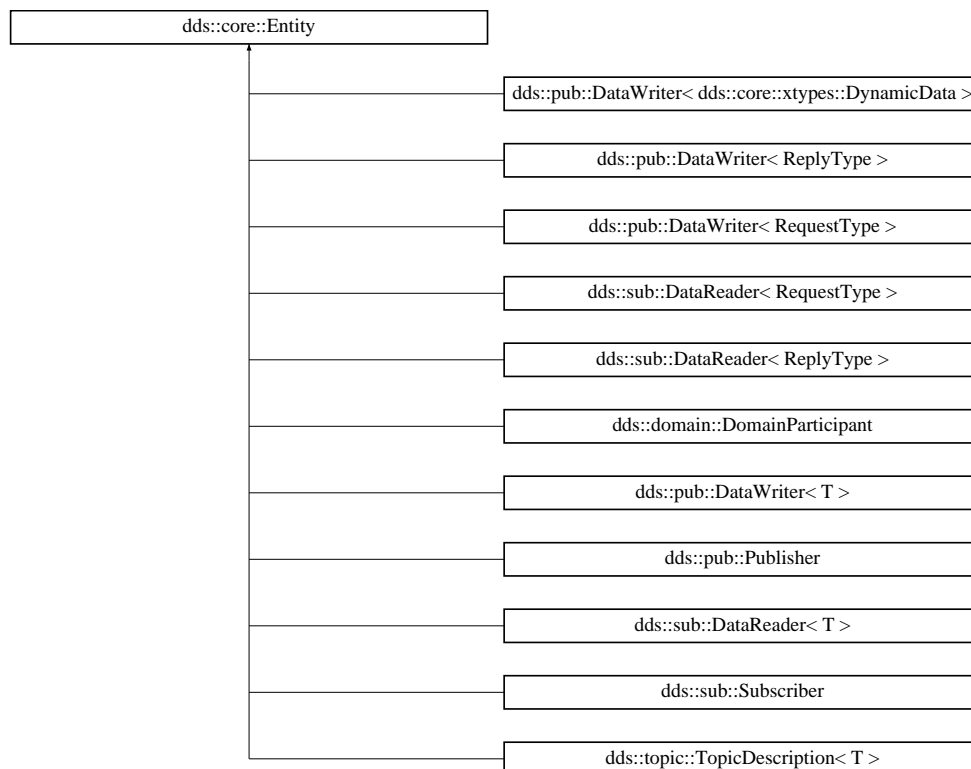 dds::core::Entity
dds::pub::DataWriter< dds::core::xtypes::DynamicData >
dds::pub::DataWriter< ReplyType >
dds::pub::DataWriter< RequestType >
dds::sub::DataReader< RequestType >
dds::sub::DataReader< ReplyType >
dds::domain::DomainParticipant
dds::pub::DataWriter< T >
dds::pub::Publisher
dds::sub::DataReader< T >
dds::sub::Subscriber
dds::topic::TopicDescription< T >